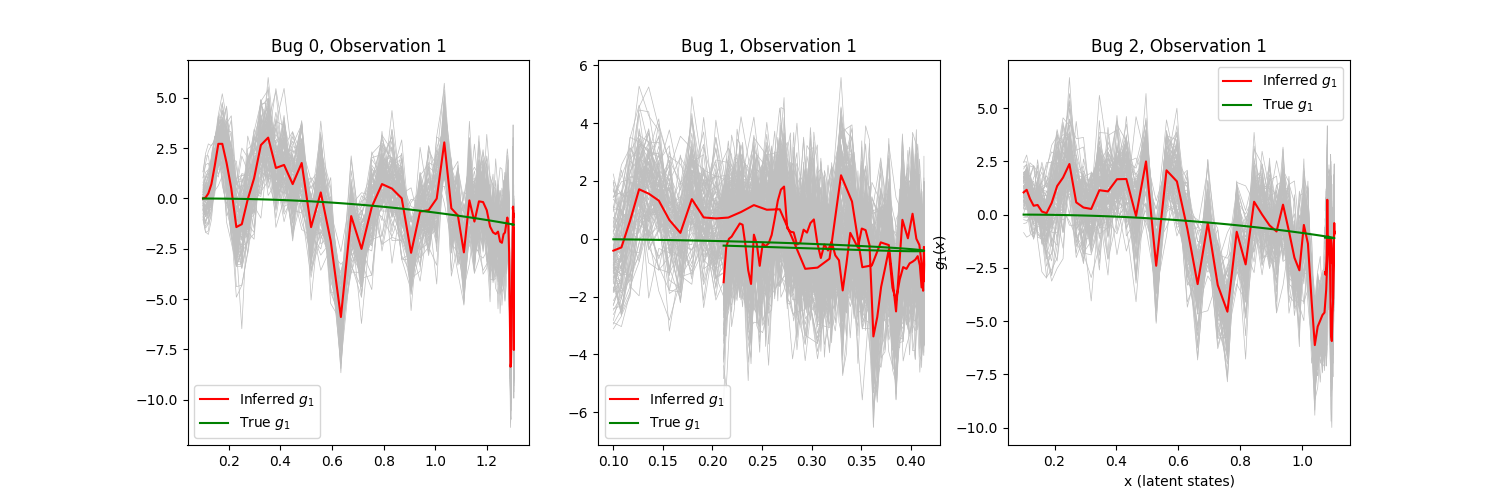 Bug 0, Observation 1
5.0
2.5
0.0
−2.5
−5.0
−7.5
−10.0
0.2 0.4 0.6 0.8 1.0 1.2
Inferred g₁
True g₁
Bug 1, Observation 1
6
4
2
0
−2
−4
−6
0.10 0.15 0.20 0.25 0.30 0.35 0.40
Inferred g₁
True g₁
Bug 2, Observation 1
g₁(x)
5.0
2.5
0.0
−2.5
−5.0
−7.5
−10.0
0.2 0.4 0.6 0.8 1.0
x (latent states)
Inferred g₁
True g₁